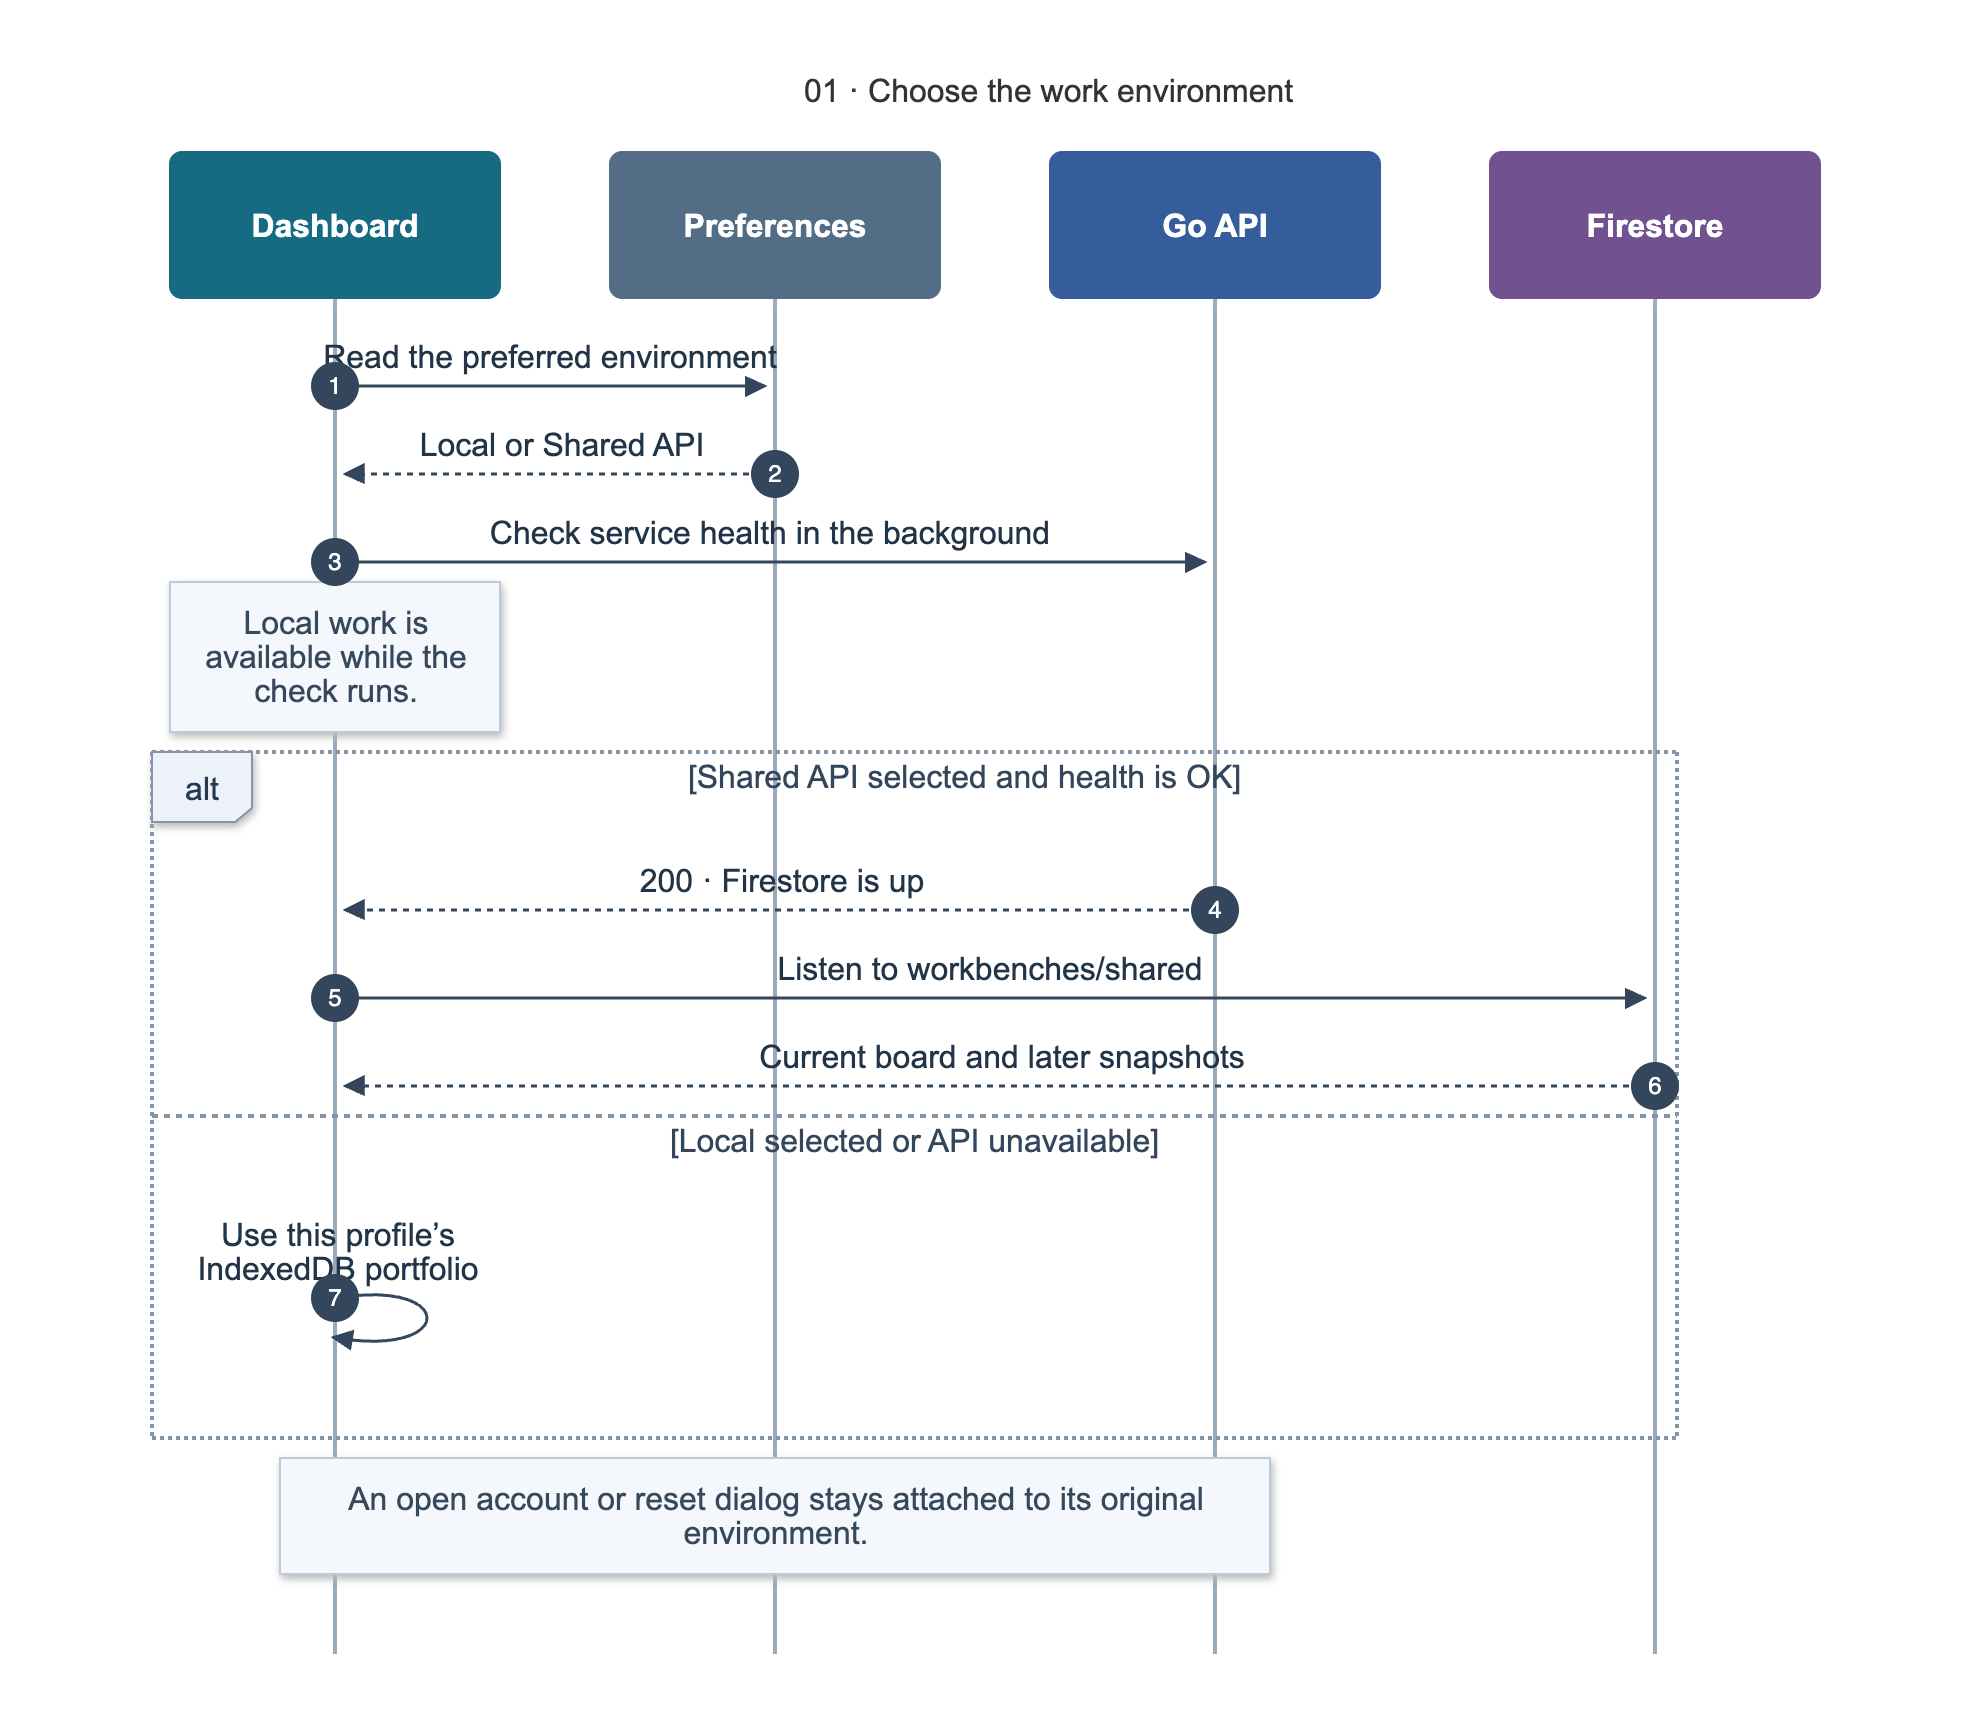 01 · Choose the work environment
Dashboard
Preferences
Go API
Firestore
Read the preferred environment
1
Local or Shared API
2
Check service health in the background
3
Local work is
available while the
check runs.
alt
[Shared API selected and health is OK]
200 · Firestore is up
4
Listen to workbenches/shared
5
Current board and later snapshots
6
[Local selected or API unavailable]
Use this profile’s
IndexedDB portfolio
7
An open account or reset dialog stays attached to its original
environment.